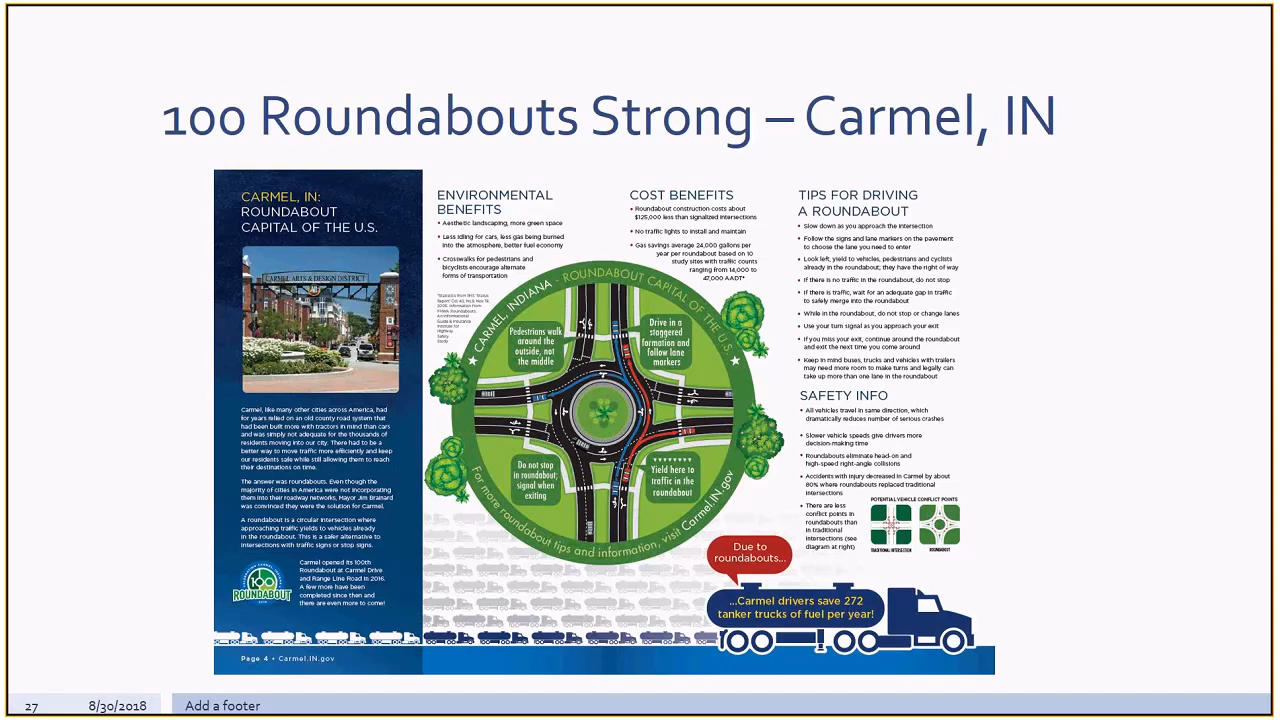 100 Roundabouts Strong – Carmel, IN
CARMEL, IN:
ROUNDABOUT
CAPITAL OF THE U.S.
CARMEL ARTS & DESIGN DISTRICT
Carmel, like many other cities across America, had
for years relied on an old county road system that
had been built more with tractors in mind than cars
and was simply not adequate for the thousands of
residents moving into our city. There had to be a
better way to move traffic more efficiently and keep
our residents safe while still allowing them to reach
their destinations on time.
The answer was roundabouts. Even though the
majority of cities in America were not incorporating
them into their roadway networks, Mayor Jim Brainard
was convinced they were the solution for Carmel.
A roundabout is a circular intersection where
approaching traffic yields to vehicles already
in the roundabout. This is a safer alternative to
intersections with traffic signs or stop signs.
100
ROUNDABOUT
Carmel opened its 100th
Roundabout at Carmel Drive
and Range Line Road in 2016.
A few more have been
completed since then and
there are even more to come!
Page 4 • Carmel.IN.gov
ENVIRONMENTAL
BENEFITS
• Aesthetic landscaping, more green space
• Less idling for cars, less gas being burned
into the atmosphere, better fuel economy
• Crosswalks for pedestrians and
bicyclists encourage alternate
forms of transportation
COST BENEFITS
• Roundabout construction costs about
$125,000 less than signalized intersections
• No traffic lights to install and maintain
• Gas savings average 24,000 gallons per
year per roundabout based on 10
study sites with traffic counts
ranging from 14,000 to
47,000 AADT*
CARMEL, INDIANA - ROUNDABOUT CAPITAL OF THE U.S.
Pedestrians walk
around the
outside, not
the middle
Drive in a
staggered
formation and
follow lane
markers
Do not stop
in roundabout;
signal when
exiting
Yield here to
traffic in the
roundabout
For more roundabout tips and information, visit Carmel.IN.gov
TIPS FOR DRIVING
A ROUNDABOUT
• Slow down as you approach the intersection
• Follow the signs and lane markers on the pavement
to choose the lane you need to enter
• Look left, yield to vehicles, pedestrians and cyclists
already in the roundabout; they have the right of way
• If there is no traffic in the roundabout, do not stop
• If there is traffic, wait for an adequate gap in traffic
to safely merge into the roundabout
• While in the roundabout, do not stop or change lanes
• Use your turn signal as you approach your exit
• If you miss your exit, continue around the roundabout
and exit the next time you come around
• Keep in mind buses, trucks and vehicles with trailers
may need more room to make turns and legally can
take up more than one lane in the roundabout
SAFETY INFO
• All vehicles travel in same direction, which
dramatically reduces number of serious crashes
• Slower vehicle speeds give drivers more
decision-making time
• Roundabouts eliminate head-on and
high-speed right-angle collisions
• Accidents with injury decreased in Carmel by about
80% where roundabouts replaced traditional
intersections
• There are less
conflict points in
roundabouts than
in traditional
intersections (see
diagram at right)
POTENTIAL VEHICLE CONFLICT POINTS
TRADITIONAL INTERSECTION
ROUNDABOUT
Due to
roundabouts...
...Carmel drivers save 272
tanker trucks of fuel per year!
27
8/30/2018
Add a footer